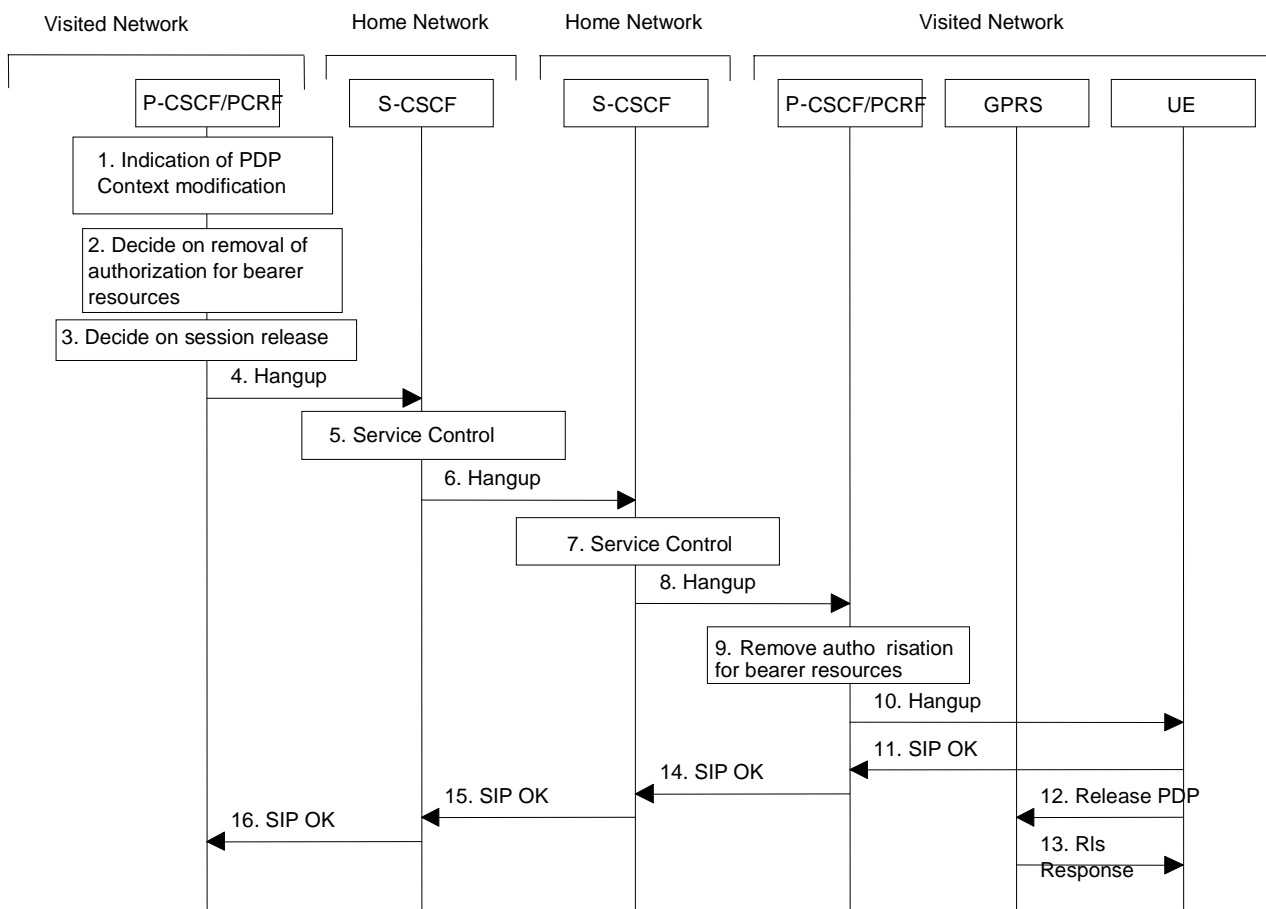 Visited Network
Home Network
Home Network
Visited Network
P-CSCF/PCRF
S-CSCF
S-CSCF
P-CSCF/PCRF
GPRS
UE
1. Indication of PDP
Context modification
2. Decide on removal of
authorization for bearer
resources
3. Decide on session release
4. Hangup
5. Service Control
6. Hangup
7. Service Control
8. Hangup
9. Remove autho risation
for bearer resources
10. Hangup
11. SIP OK
14. SIP OK
12. Release PDP
15. SIP OK
16. SIP OK
13. Rls
Response